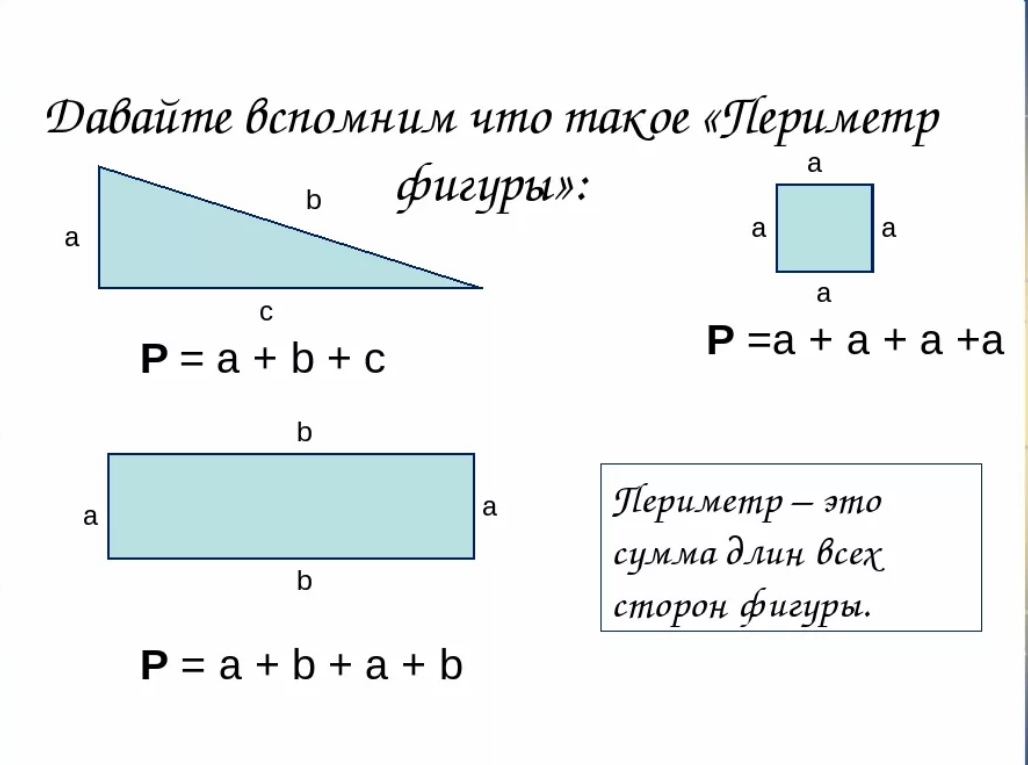 Давайте вспомним что такое «Периметр
фигуры»:
a
b
c
P = a + b + c
a
a
a
a
P =a + a + a +a
b
a
a
b
P = a + b + a + b
Периметр – это
сумма длин всех
сторон фигуры.